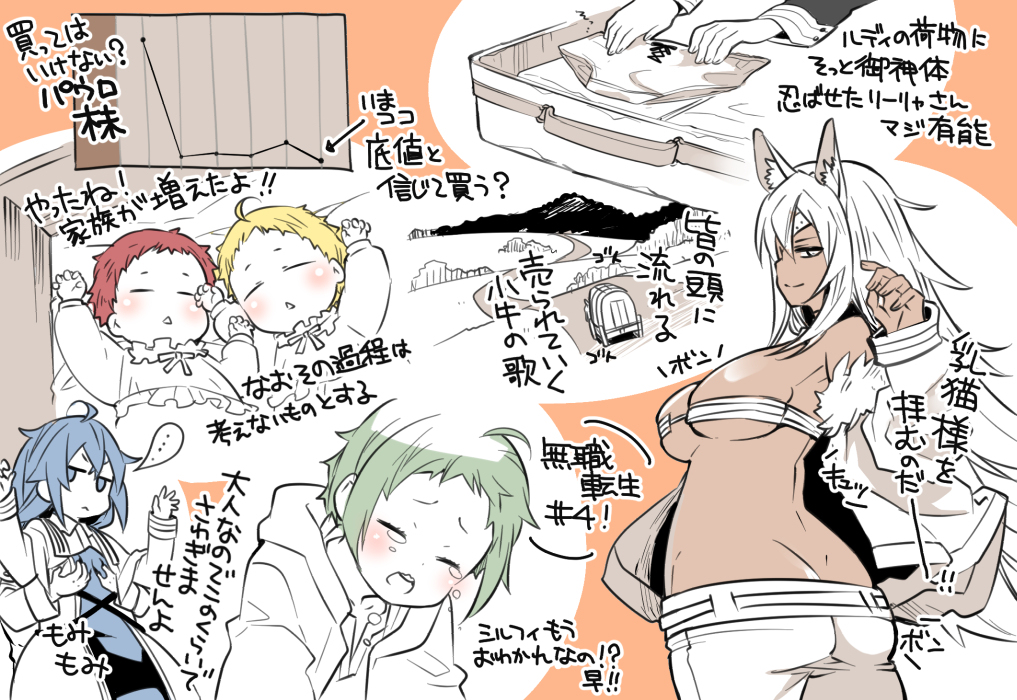 買っては
いけない?
パウロ
株
いま
ココ
底値と
信じて買う?
ルディの荷物に
そっと御神体
忍ばせたリーリャさん
マジ有能
やったね!
家族が増えたよ!!
なおその過程は
考えないものとする
皆の頭に
流れる
売られていく
小牛の歌
ゴン
ゴン
ボンッ
乳猫様を
拝むのだ
ーー!!
キュッ
ボンッ
無職
転生
#4!
大人なのでこのくらいで
さわぎま
せんよ
もみ
もみ
シルフィもう
おわかれなの!?
早!!